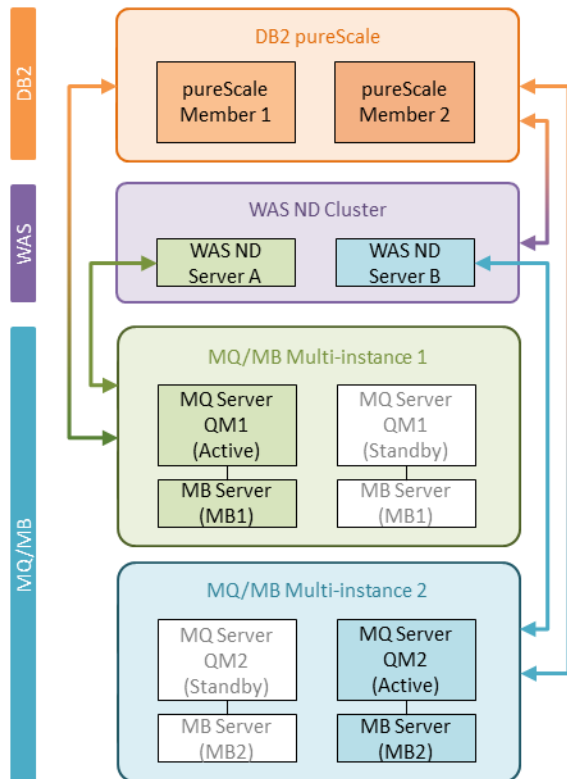 DB2
DB2 pureScale
pureScale
Member 1
pureScale
Member 2
WAS
WAS ND Cluster
WAS ND
Server A
WAS ND
Server B
MQ/MB
MQ/MB Multi-instance 1
MQ Server
QM1
(Active)
MB Server
(MB1)
MQ Server
QM1
(Standby)
MB Server
(MB1)
MQ/MB Multi-instance 2
MQ Server
QM2
(Standby)
MB Server
(MB2)
MQ Server
QM2
(Active)
MB Server
(MB2)